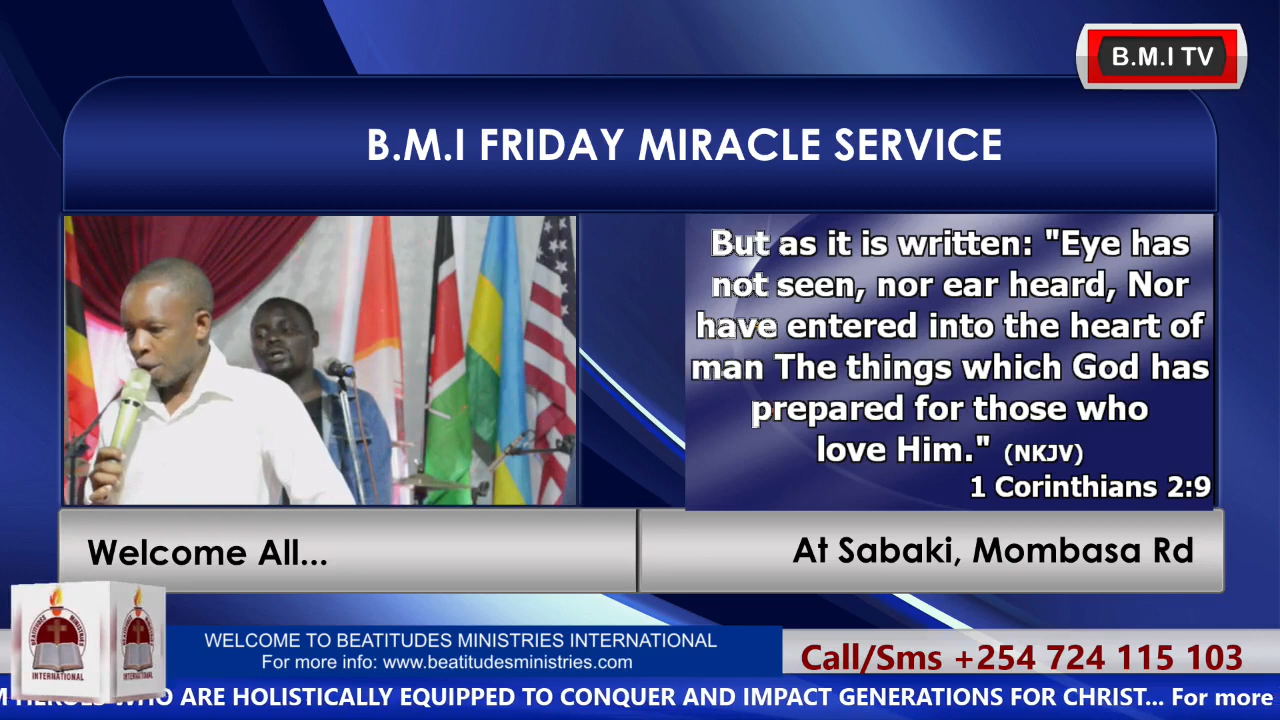 B.M.I TV
B.M.I FRIDAY MIRACLE SERVICE
But as it is written: "Eye has
not seen, nor ear heard, Nor
have entered into the heart of
man The things which God has
prepared for those who
love Him." (NKJV)
1 Corinthians 2:9
Welcome All...
At Sabaki, Mombasa Rd
BEATITUDES MINISTRIES
INTERNATIONAL
WELCOME TO BEATITUDES MINISTRIES INTERNATIONAL
For more info: www.beatitudesministries.com
Call/Sms +254 724 115 103
ARE HOLISTICALLY EQUIPPED TO CONQUER AND IMPACT GENERATIONS FOR CHRIST... For more